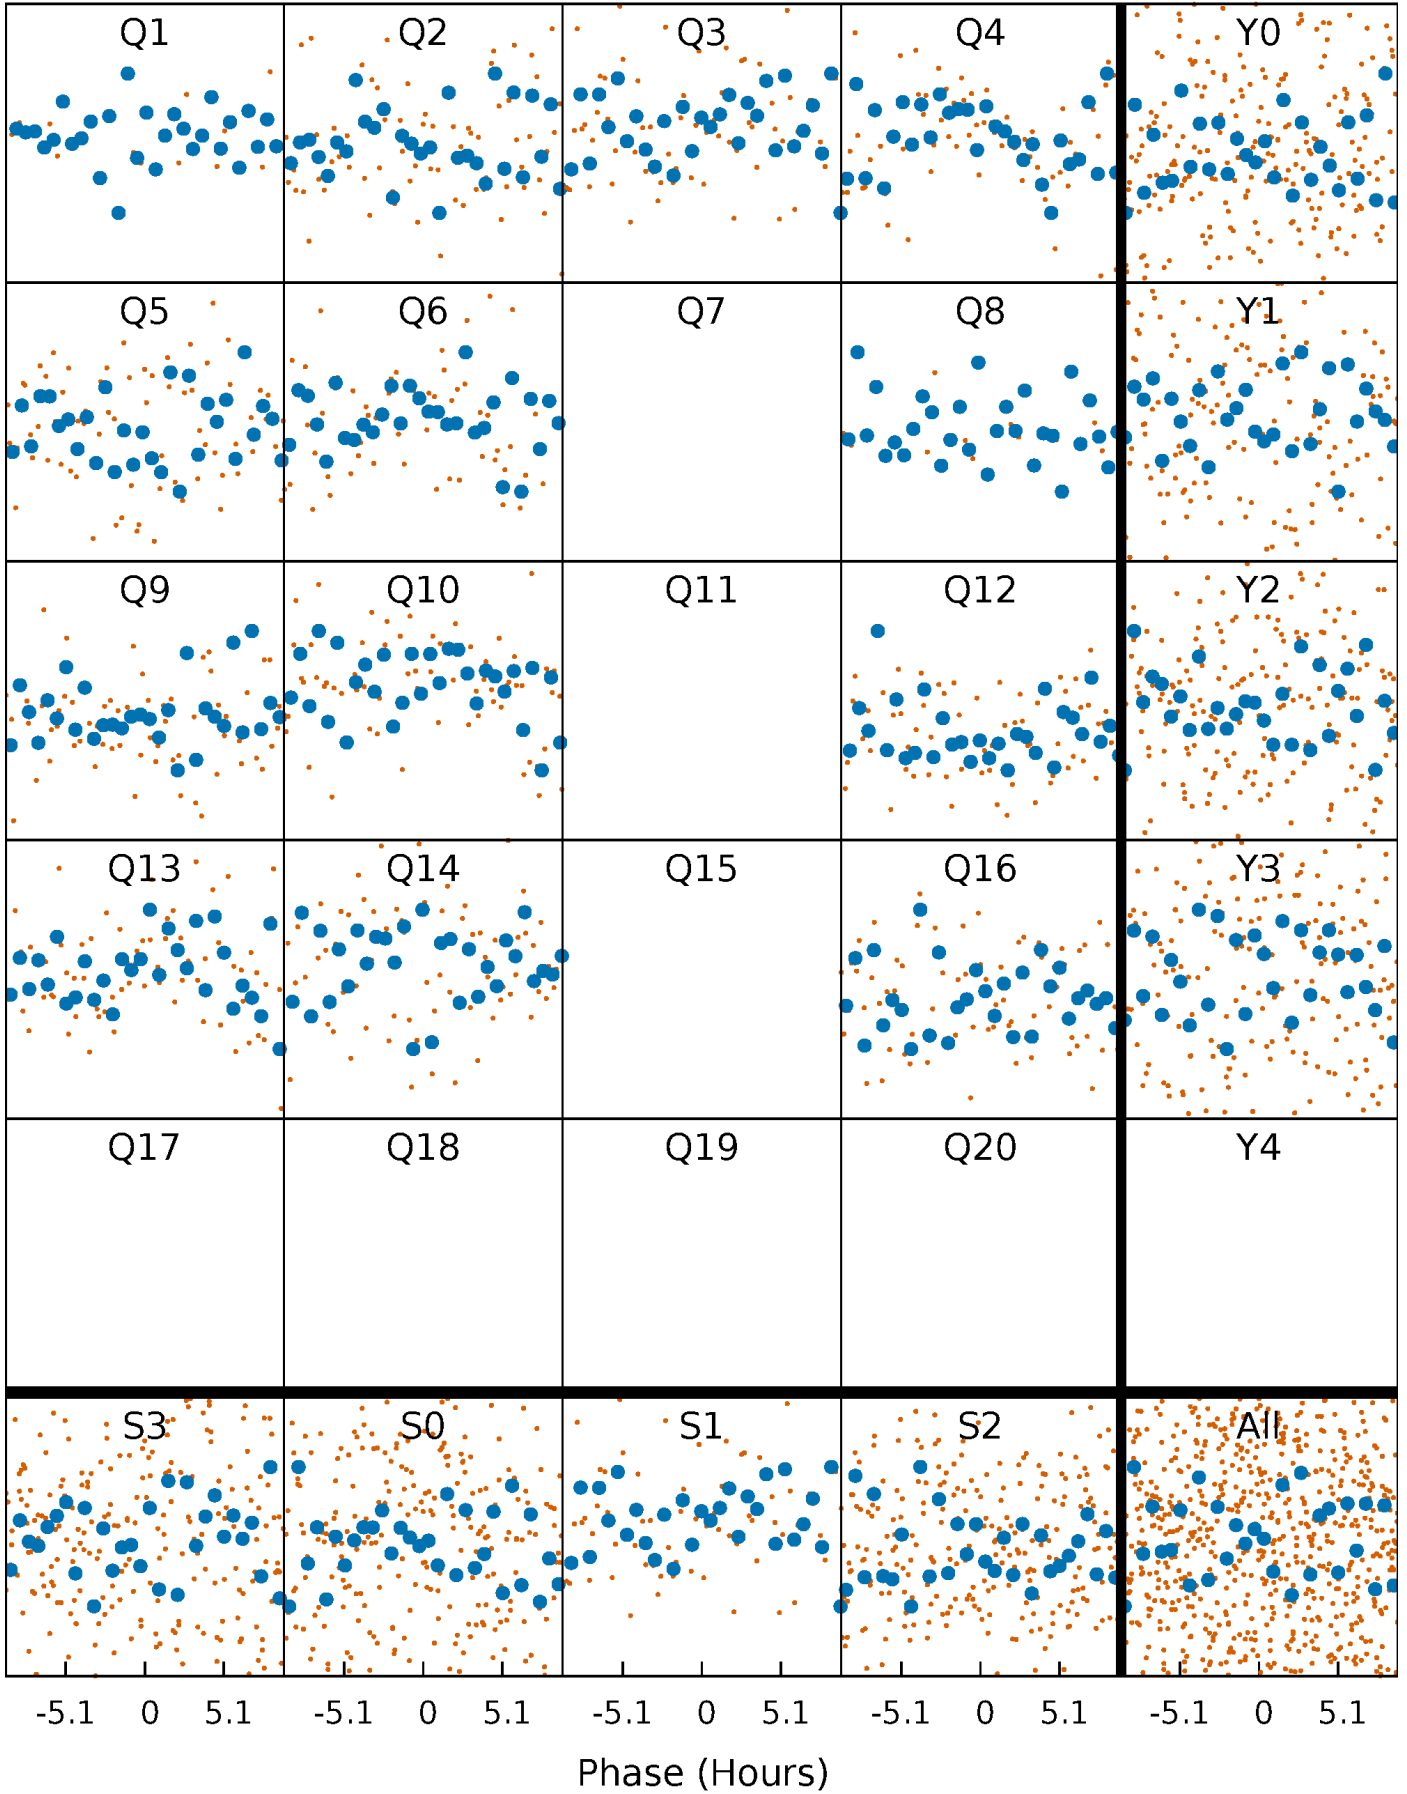 Q1 Q2 Q3 Q4 Y0
Q5 Q6 Q7 Q8 Y1
Q9 Q10 Q11 Q12 Y2
Q13 Q14 Q15 Q16 Y3
Q17 Q18 Q19 Q20 Y4
S3 S0 S1 S2 All
-5.1 0 5.1 -5.1 0 5.1 -5.1 0 5.1 -5.1 0 5.1 -5.1 0 5.1
Phase (Hours)